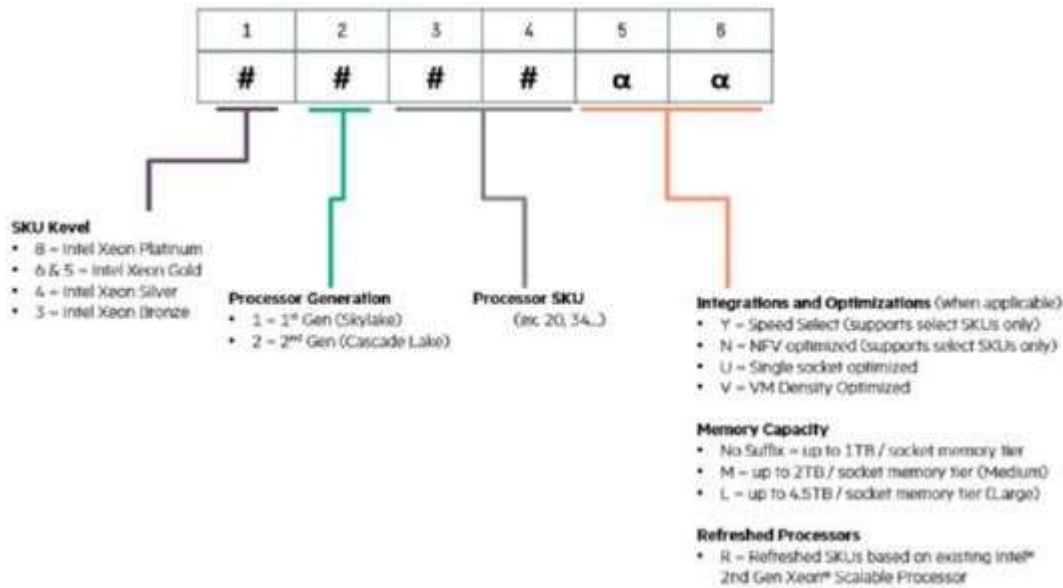 1 2 3 4 5 6
# # # # α α
SKU Kevel
• 8 – Intel Xeon Platinum
• 6 & 5 – Intel Xeon Gold
• 4 – Intel Xeon Silver
• 3 – Intel Xeon Bronze
Processor Generation
• 1 – 1st Gen (Skylake)
• 2 – 2nd Gen (Cascade Lake)
Processor SKU
(ex. 20, 34...)
Integrations and Optimizations (when applicable)
• Y – Speed Select (supports select SKUs only)
• N – NFV optimized (supports select SKUs only)
• U – Single socket optimized
• V – VM Density Optimized
Memory Capacity
• No Suffix – up to 1TB / socket memory tier
• M – up to 2TB / socket memory tier (Medium)
• L – up to 4.5TB / socket memory tier (Large)
Refreshed Processors
• R – Refreshed SKUs based on existing Intel®
2nd Gen Xeon® Scalable Processor